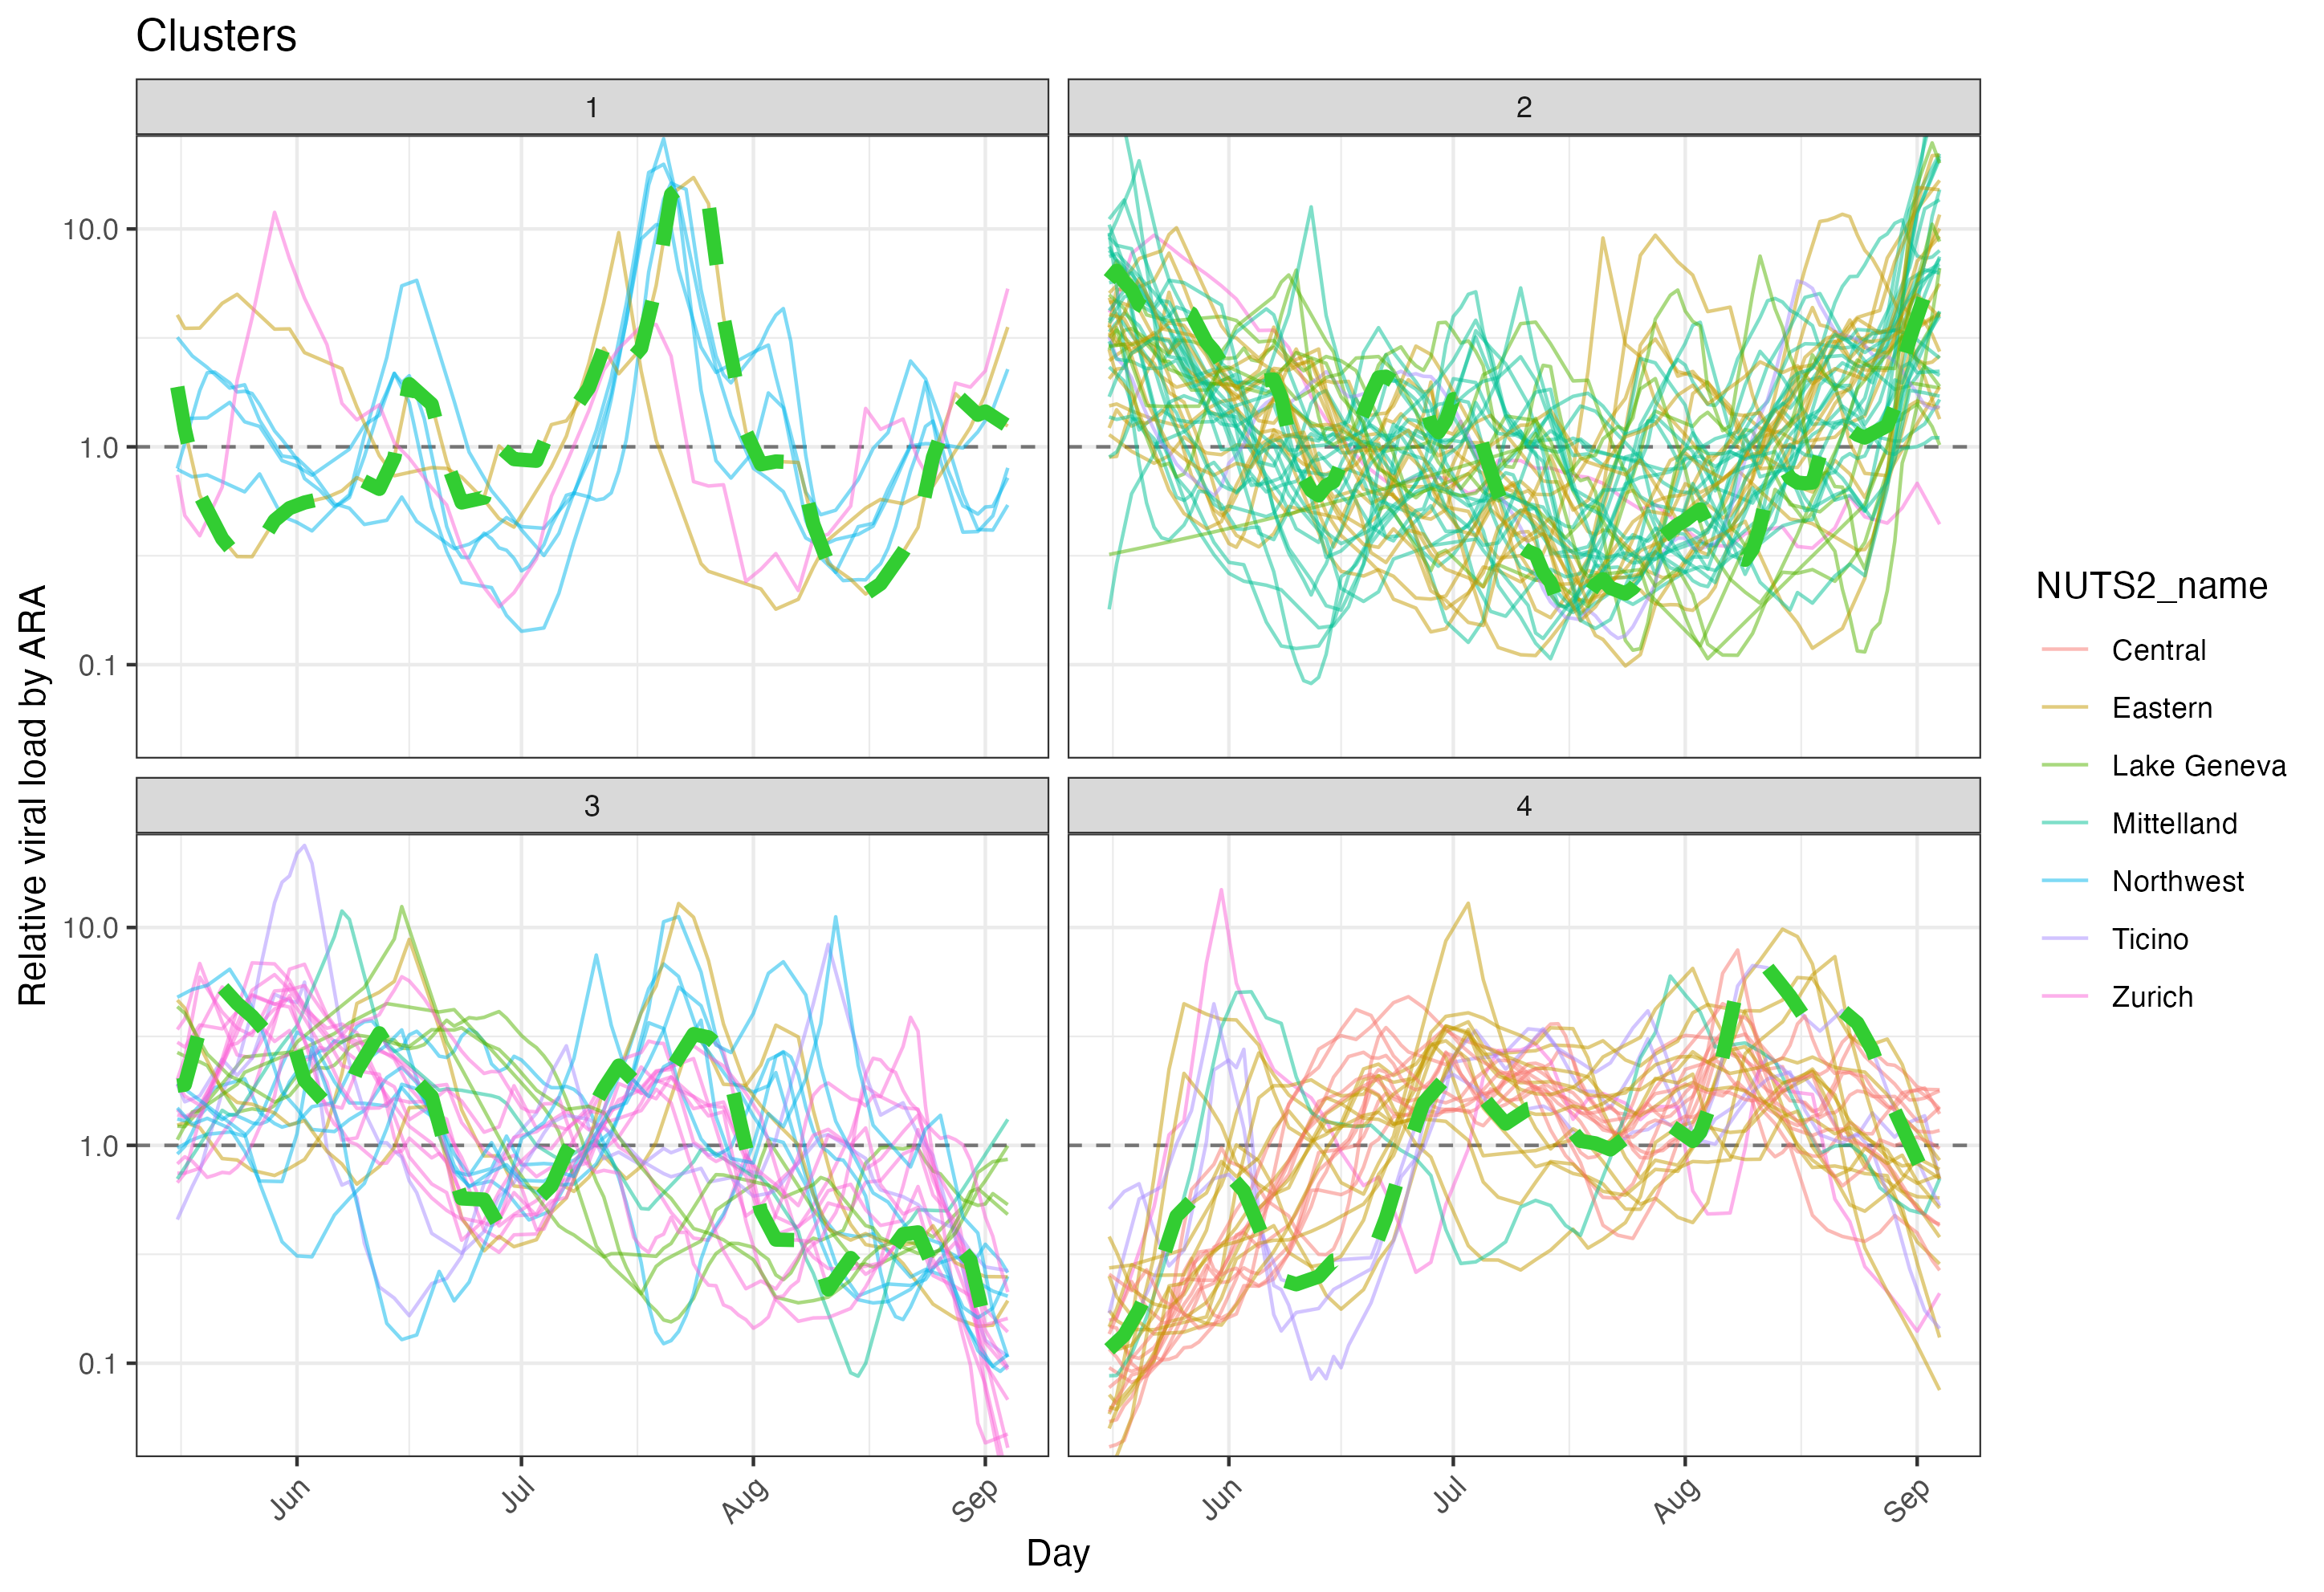 Clusters
1
2
10.0
1.0
0.1
3
4
10.0
1.0
0.1
Jun
Jul
Aug
Sep
Jun
Jul
Aug
Sep
Day
Relative viral load by ARA
NUTS2_name
Central
Eastern
Lake Geneva
Mittelland
Northwest
Ticino
Zurich